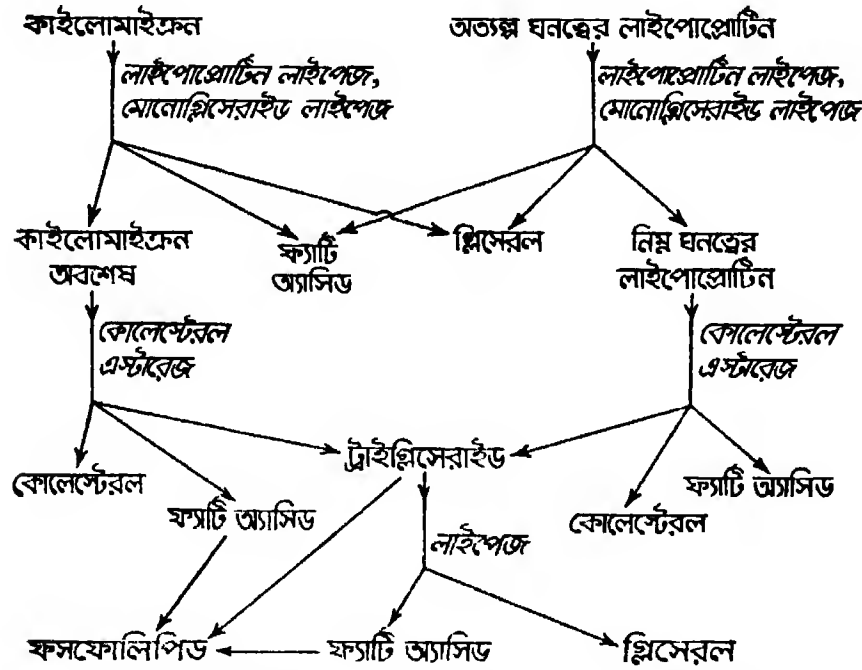 কাইলোমাইক্রন
অত্যল্প ঘনত্বের লাইপোপ্রোটিন
লাইপোপ্রোটিন লাইপেজ,
মোনোগ্লিসেরাইড লাইপেজ
লাইপোপ্রোটিন লাইপেজ,
মোনোগ্লিসেরাইড লাইপেজ
কাইলোমাইক্রন
অবশেষ
ফ্যাটি
অ্যাসিড
গ্লিসেরল
নিম্ন ঘনত্বের
লাইপোপ্রোটিন
কোলেস্টেরল
এস্টারেজ
কোলেস্টেরল
এস্টারেজ
কোলেস্টেরল
ফ্যাটি অ্যাসিড
ট্রাইগ্লিসেরাইড
কোলেস্টেরল
ফ্যাটি অ্যাসিড
লাইপেজ
ফসফোলিপিড
ফ্যাটি অ্যাসিড
গ্লিসেরল